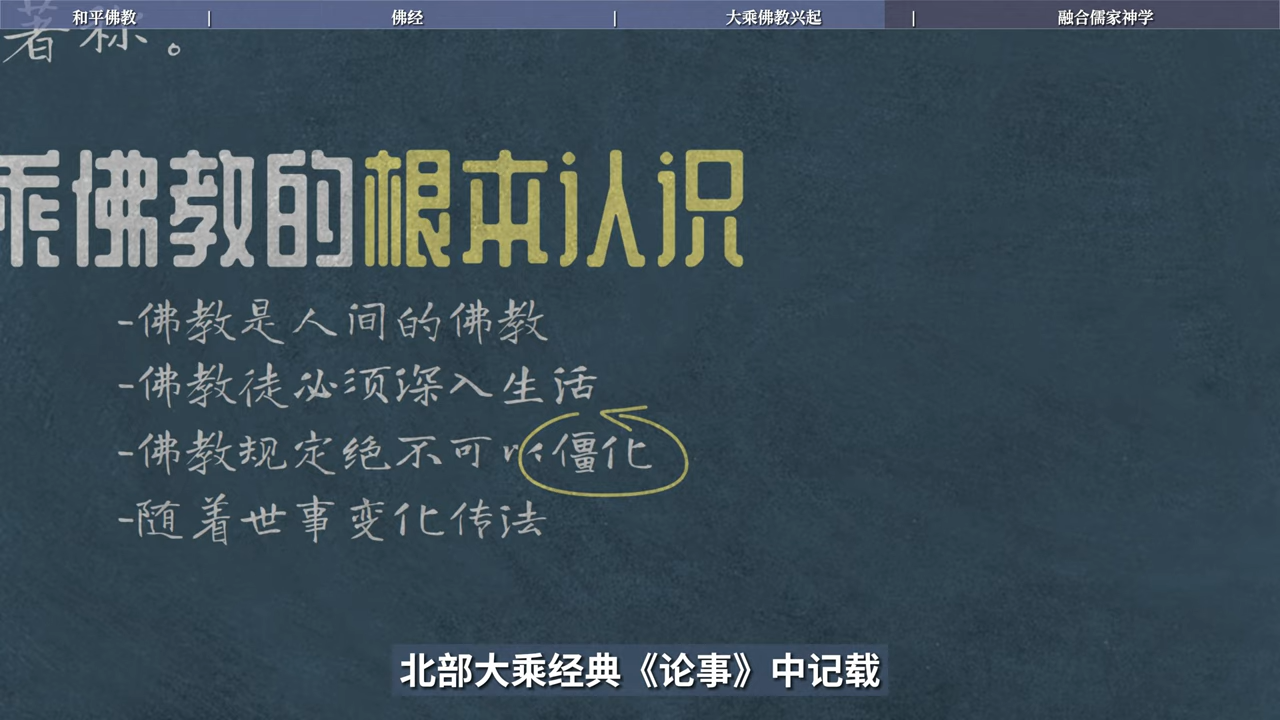 和平佛教 | 佛经 | 大乘佛教兴起 | 融合儒家神学
著称。
乘佛教的根本认识
-佛教是人间的佛教
-佛教徒必须深入生活
-佛教规定绝不可以僵化
-随着世事变化传法
北部大乘经典《论事》中记载